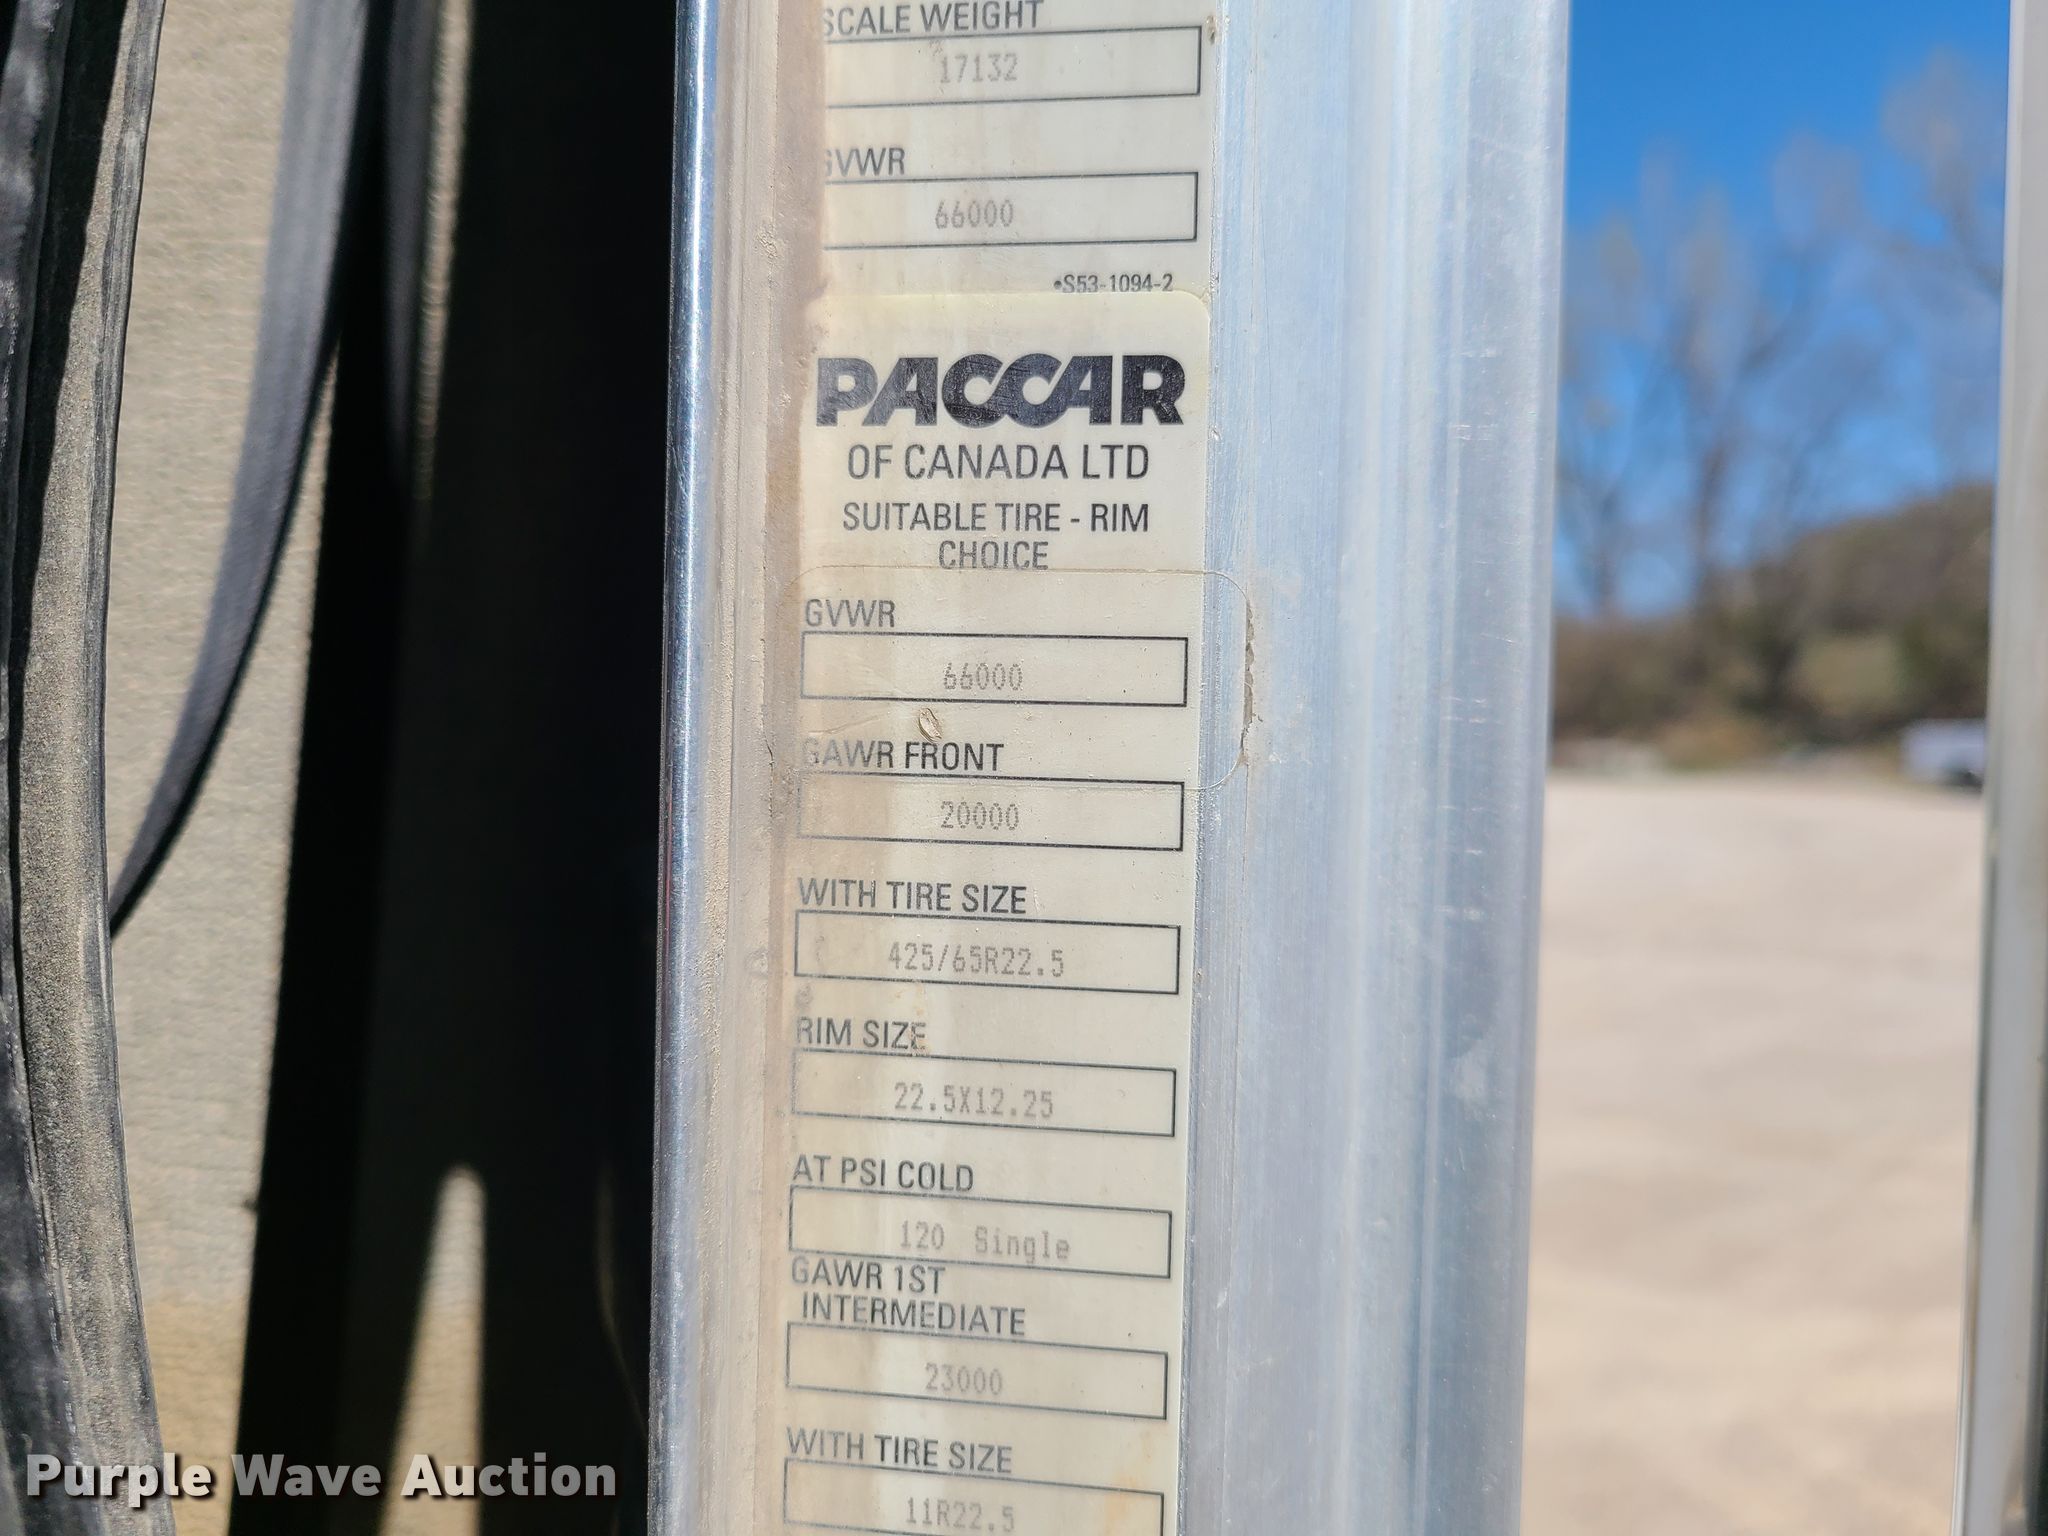 SCALE WEIGHT
17132
GVWR
66000
•S53-1094-2
PACCAR
OF CANADA LTD
SUITABLE TIRE - RIM
CHOICE
GVWR
66000
GAWR FRONT
20000
WITH TIRE SIZE
425/65R22.5
RIM SIZE
22.5X12.25
AT PSI COLD
120 Single
GAWR 1ST
INTERMEDIATE
23000
WITH TIRE SIZE
11R22.5
Purple Wave Auction